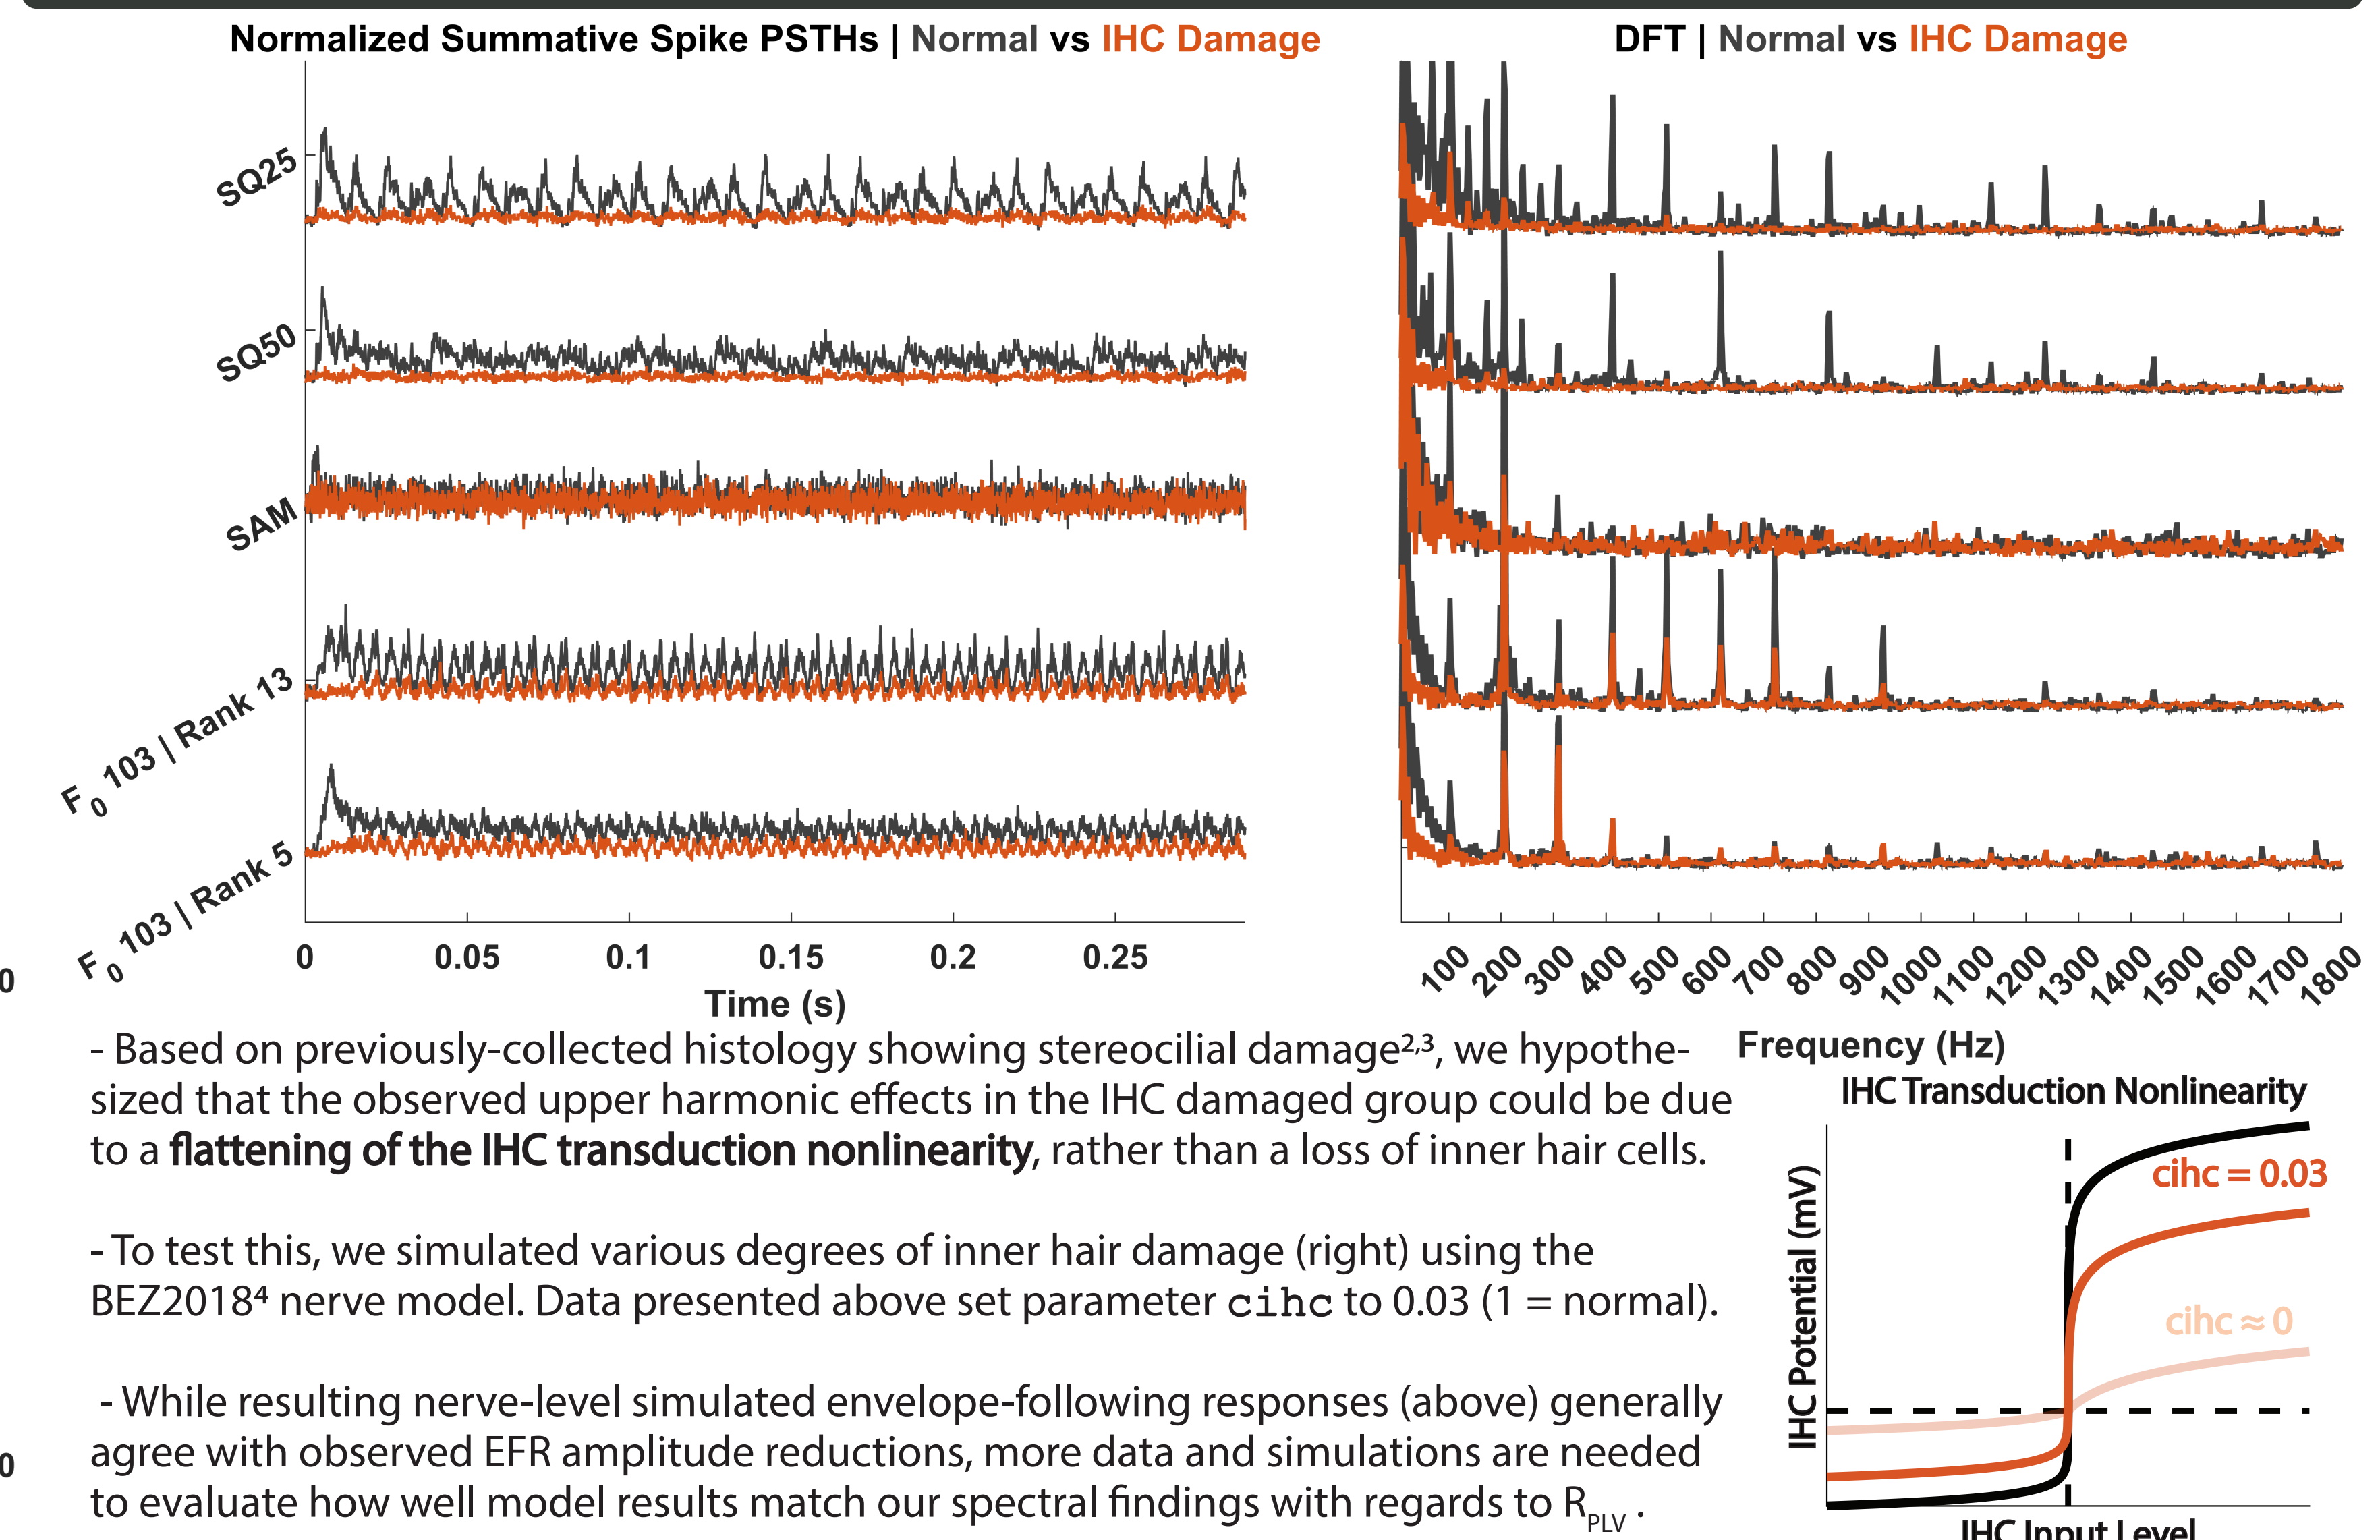 Normalized Summative Spike PSTHs | Normal vs IHC Damage
SQ25
SQ50
SAM
F0 103 | Rank 13
F0 103 | Rank 5
0 0.05 0.1 0.15 0.2 0.25
Time (s)
DFT | Normal vs IHC Damage
100 200 300 400 500 600 700 800 900 1000 1100 1200 1300 1400 1500 1600 1700 1800
Frequency (Hz)
0
0
- Based on previously-collected histology showing stereocilial damage²,³, we hypothe-
sized that the observed upper harmonic effects in the IHC damaged group could be due
to a flattening of the IHC transduction nonlinearity, rather than a loss of inner hair cells.
- To test this, we simulated various degrees of inner hair damage (right) using the
BEZ2018⁴ nerve model. Data presented above set parameter cihc to 0.03 (1 = normal).
- While resulting nerve-level simulated envelope-following responses (above) generally
agree with observed EFR amplitude reductions, more data and simulations are needed
to evaluate how well model results match our spectral findings with regards to RPLV .
IHC Transduction Nonlinearity
IHC Potential (mV)
cihc = 0.03
cihc ≈ 0
IHC Input Level